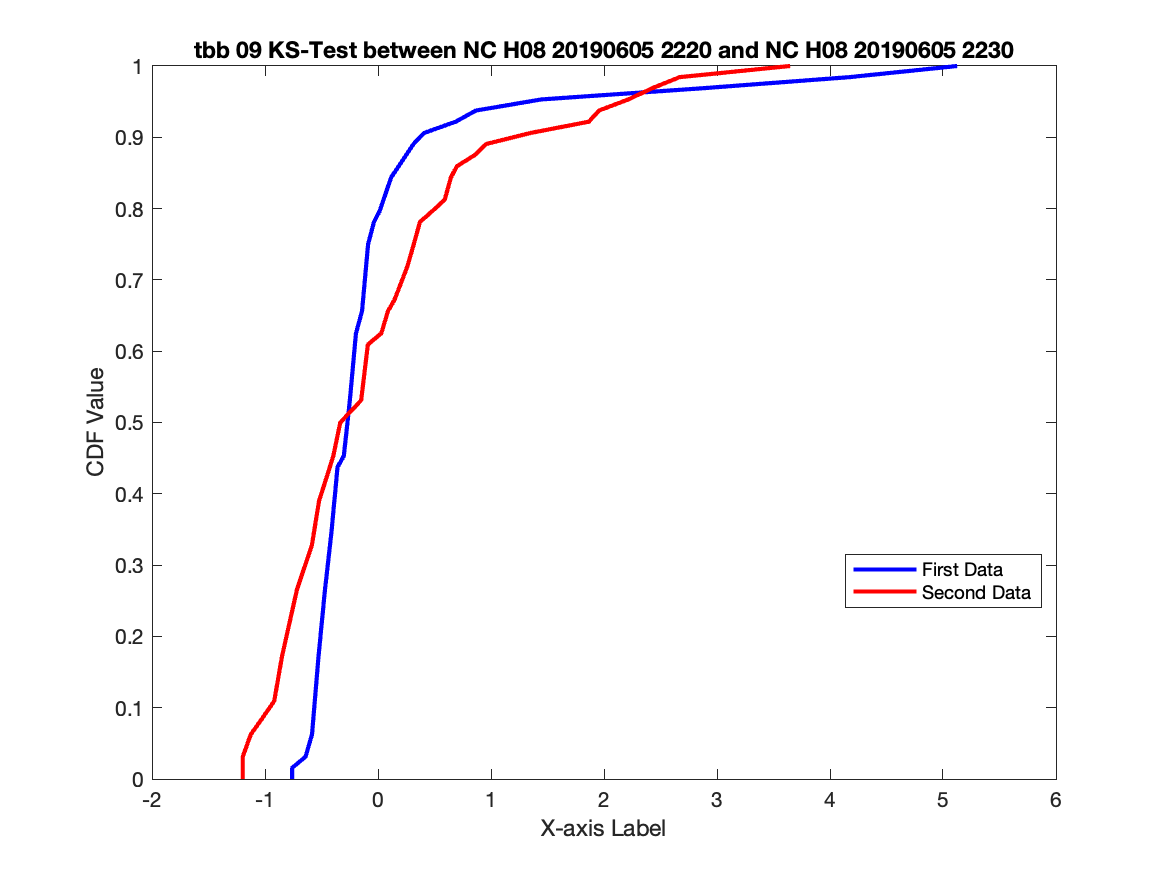 tbb 09 KS-Test between NC H08 20190605 2220 and NC H08 20190605 2230
1
0.9
0.8
0.7
0.6
0.5
0.4
0.3
0.2
0.1
0
CDF Value
First Data
Second Data
-2 -1 0 1 2 3 4 5 6
X-axis Label